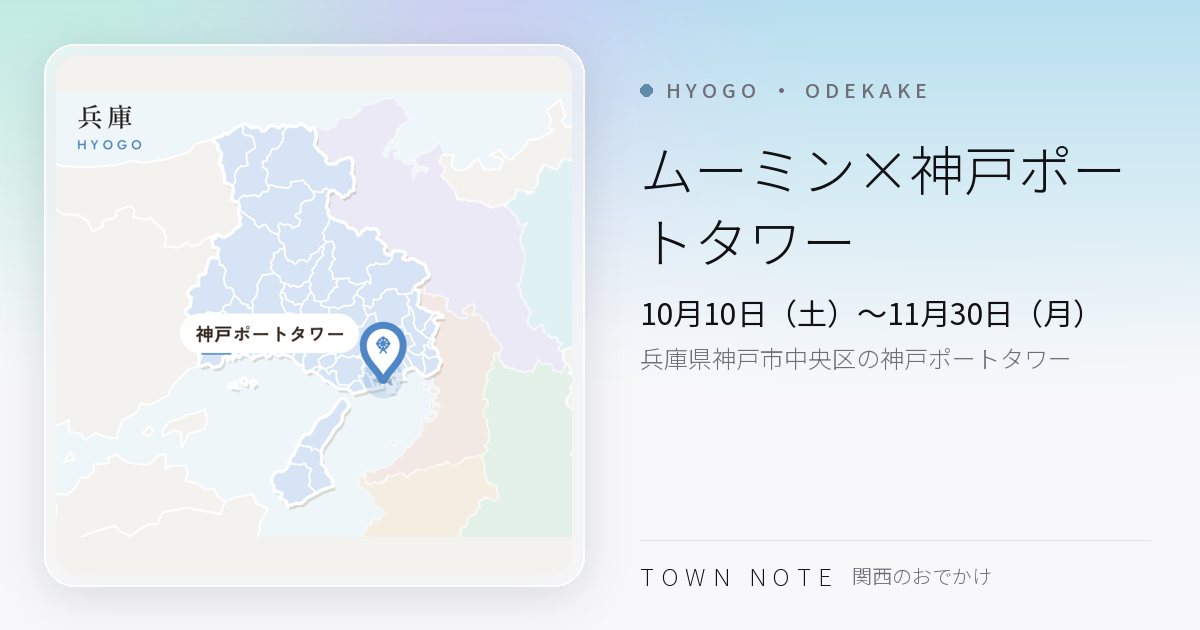 兵庫
HYOGO
神戸ポートタワー
HYOGO • ODEKAKE
ムーミン×神戸ポー
トタワー
10月10日（土）〜11月30日（月）
兵庫県神戸市中央区の神戸ポートタワー
TOWN NOTE 関西のおでかけ